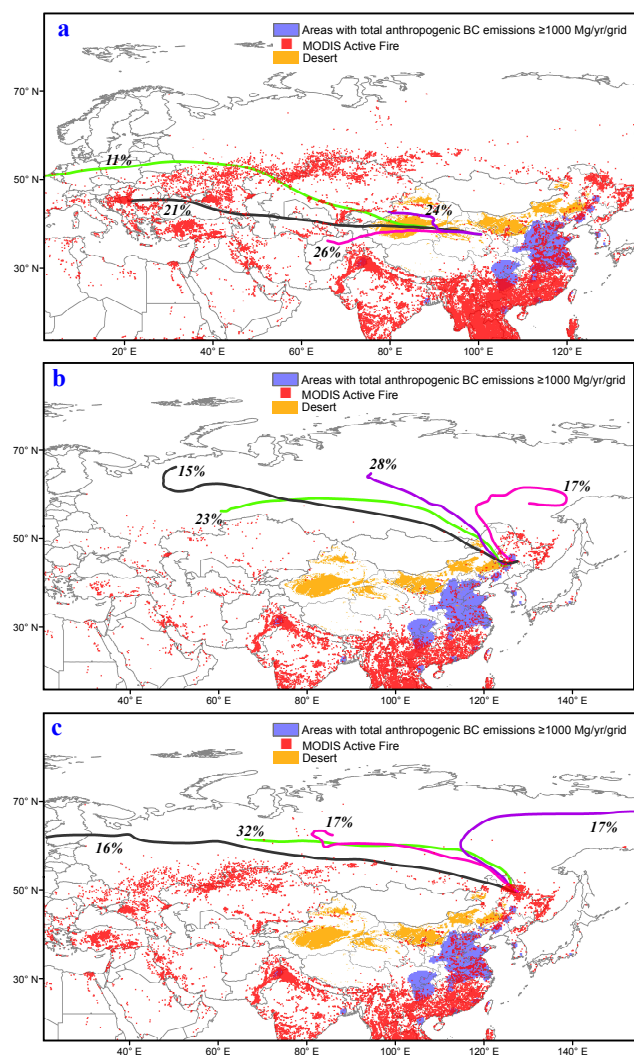 a
Areas with total anthropogenic BC emissions ≥1000 Mg/yr/grid
MODIS Active Fire
Desert
70° N
50° N
30° N
11%
21%
24%
26%
20° E 40° E 60° E 80° E 100° E 120° E
b
Areas with total anthropogenic BC emissions ≥1000 Mg/yr/grid
MODIS Active Fire
Desert
70° N
50° N
30° N
15%
28%
17%
23%
40° E 60° E 80° E 100° E 120° E 140° E
c
Areas with total anthropogenic BC emissions ≥1000 Mg/yr/grid
MODIS Active Fire
Desert
70° N
50° N
30° N
32%
17%
17%
16%
20° E 40° E 60° E 80° E 100° E 120° E 140° E